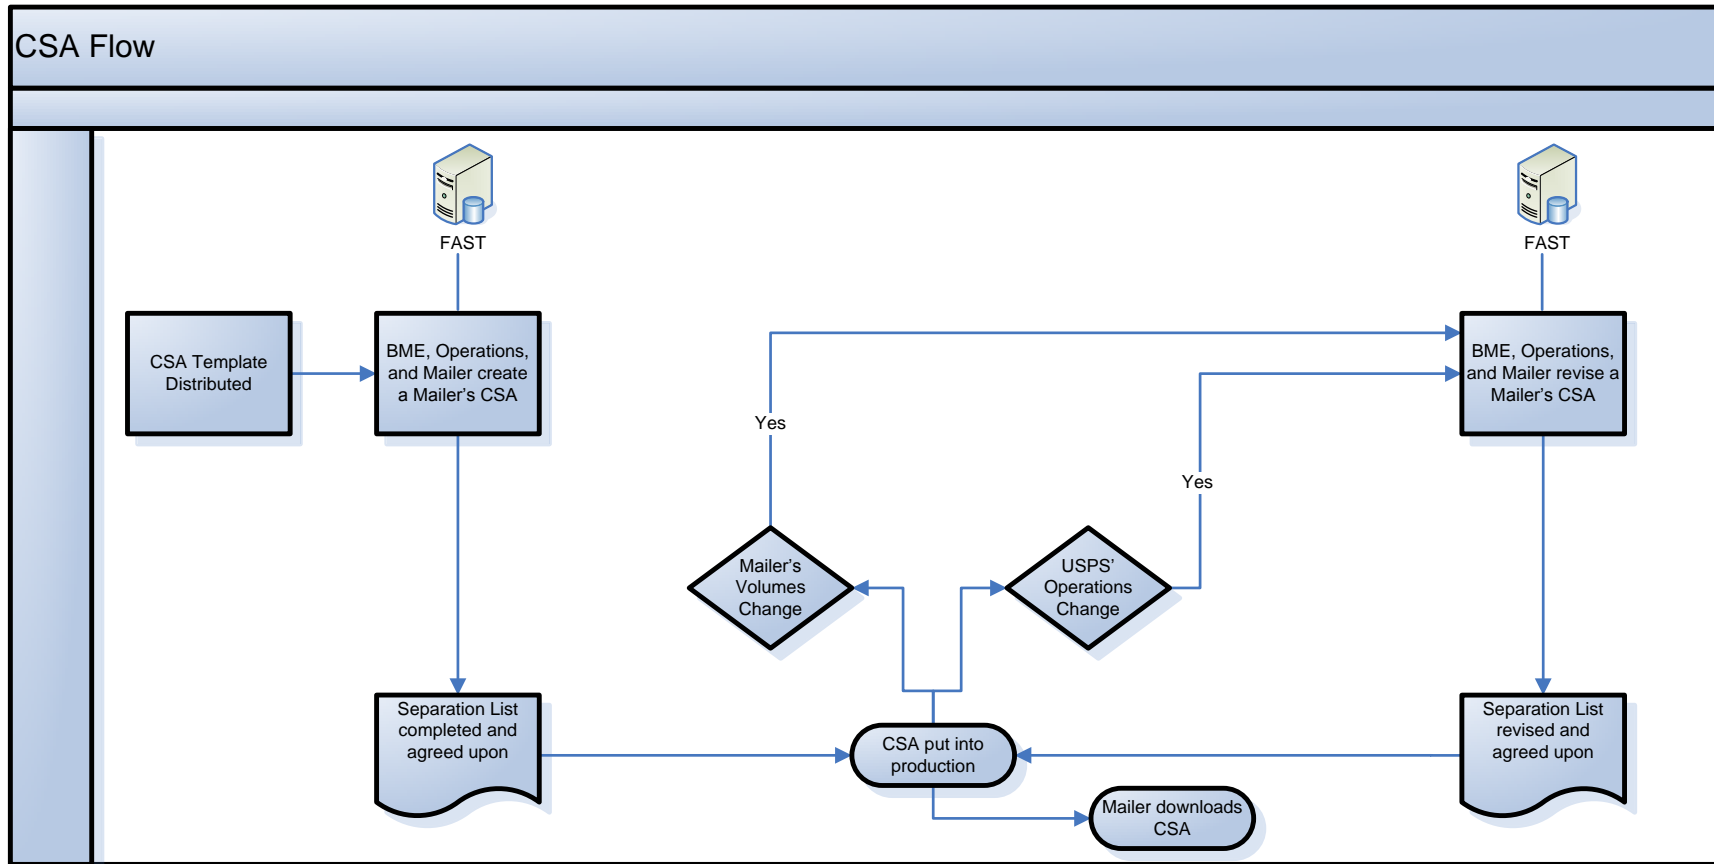 CSA Flow
FAST
FAST
CSA Template
Distributed
BME, Operations,
and Mailer create
a Mailer's CSA
BME, Operations,
and Mailer revise a
Mailer's CSA
Yes
Yes
Mailer's
Volumes
Change
USPS'
Operations
Change
Separation List
completed and
agreed upon
CSA put into
production
Separation List
revised and
agreed upon
Mailer downloads
CSA